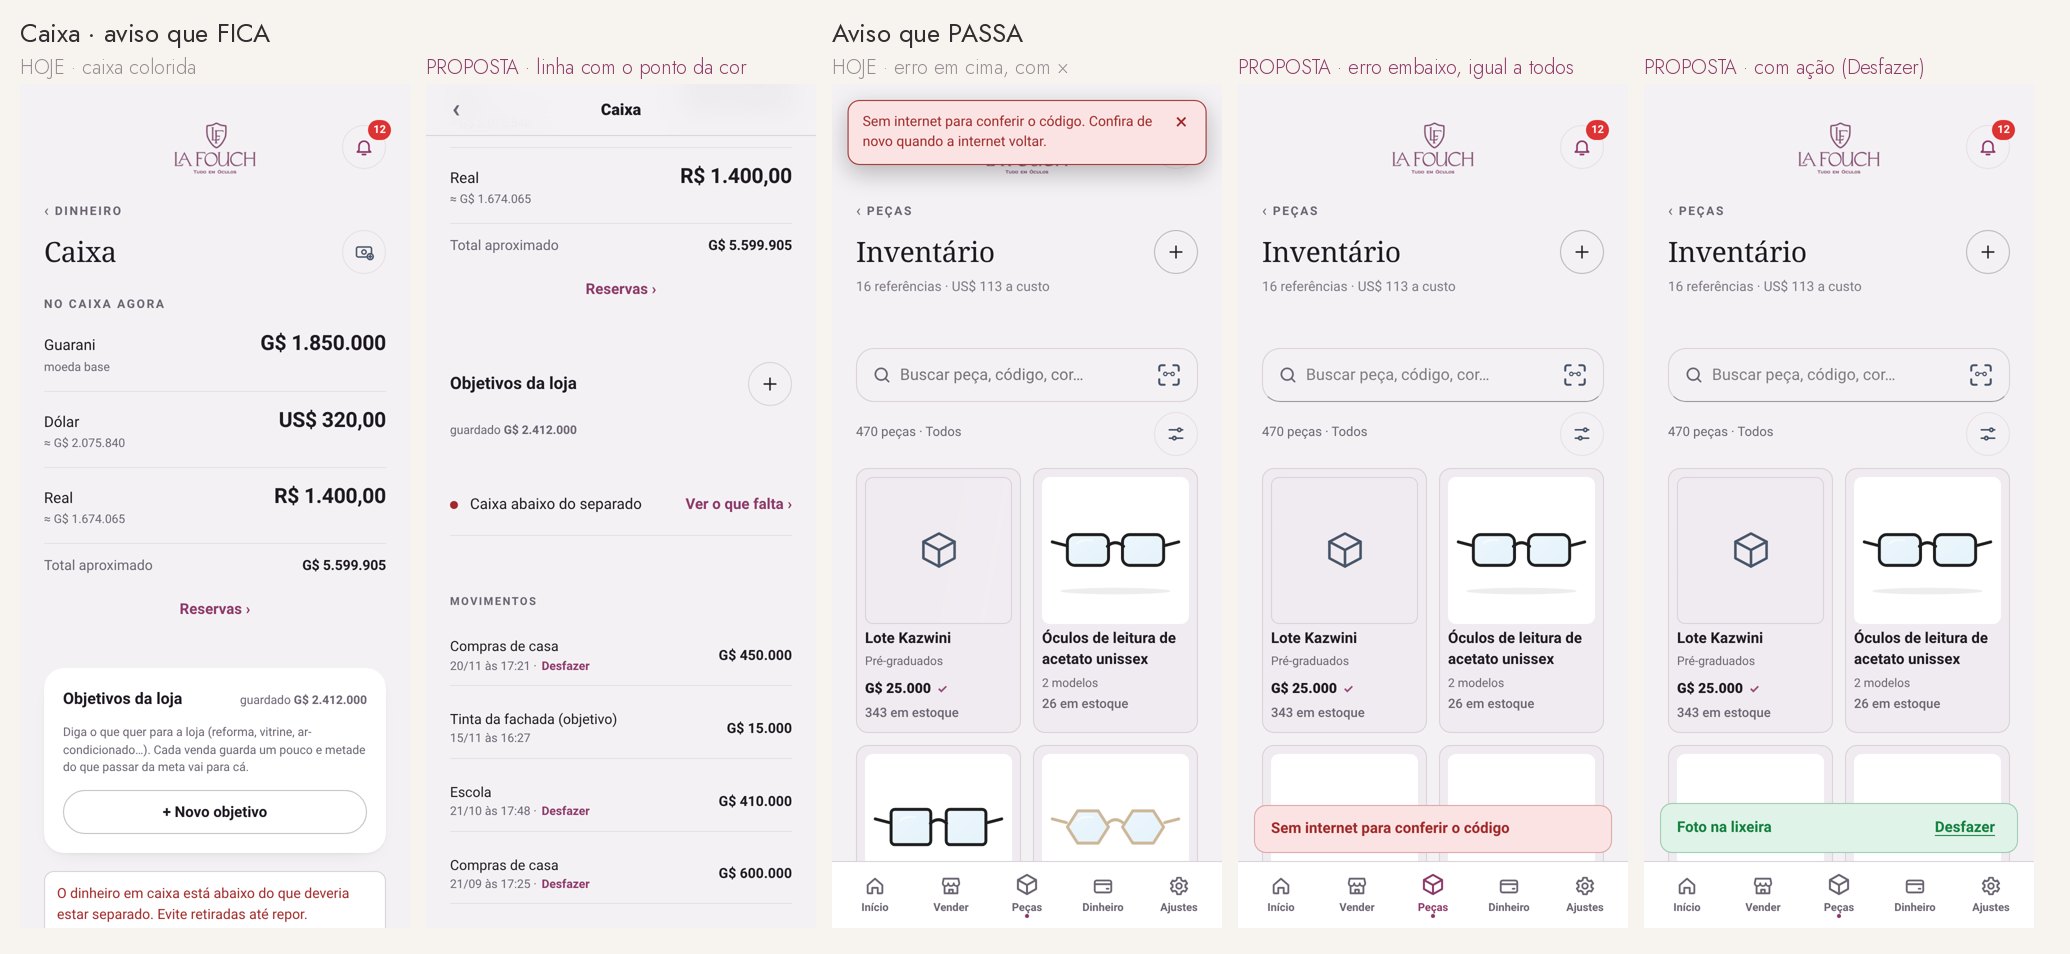 Caixa · aviso que FICA
HOJE · caixa colorida
12
LF
LA FOUCH
TUDO EM ÓCULOS
‹ DINHEIRO
Caixa
NO CAIXA AGORA
Guarani
G$ 1.850.000
moeda base
Dólar
US$ 320,00
≈ G$ 2.075.840
Real
R$ 1.400,00
≈ G$ 1.674.065
Total aproximado
G$ 5.599.905
Reservas ›
Objetivos da loja
guardado G$ 2.412.000
Diga o que quer para a loja (reforma, vitrine, ar-
condicionado...). Cada venda guarda um pouco e metade
do que passar da meta vai para cá.
+ Novo objetivo
O dinheiro em caixa está abaixo do que deveria
estar separado. Evite retiradas até repor.
PROPOSTA · linha com o ponto da cor
‹
Caixa
Real
R$ 1.400,00
≈ G$ 1.674.065
Total aproximado
G$ 5.599.905
Reservas ›
Objetivos da loja
+
guardado G$ 2.412.000
Caixa abaixo do separado
Ver o que falta ›
MOVIMENTOS
Compras de casa
20/11 às 17:21 · Desfazer
G$ 450.000
Tinta da fachada (objetivo)
15/11 às 16:27
G$ 15.000
Escola
21/10 às 17:48 · Desfazer
G$ 410.000
Compras de casa
21/09 às 17:25 · Desfazer
G$ 600.000
Aviso que PASSA
HOJE · erro em cima, com ×
Sem internet para conferir o código. Confira de
novo quando a internet voltar.
×
‹ PEÇAS
Inventário
+
16 referências · US$ 113 a custo
Buscar peça, código, cor...
470 peças · Todos
Lote Kazwini
Pré-graduados
G$ 25.000 ✓
343 em estoque
Óculos de leitura de
acetato unissex
2 modelos
26 em estoque
Início
Vender
Peças
Dinheiro
Ajustes
PROPOSTA · erro embaixo, igual a todos
12
LF
LA FOUCH
TUDO EM ÓCULOS
‹ PEÇAS
Inventário
+
16 referências · US$ 113 a custo
Buscar peça, código, cor...
470 peças · Todos
Lote Kazwini
Pré-graduados
G$ 25.000 ✓
343 em estoque
Óculos de leitura de
acetato unissex
2 modelos
26 em estoque
Sem internet para conferir o código
Início
Vender
Peças
Dinheiro
Ajustes
PROPOSTA · com ação (Desfazer)
12
LF
LA FOUCH
TUDO EM ÓCULOS
‹ PEÇAS
Inventário
+
16 referências · US$ 113 a custo
Buscar peça, código, cor...
470 peças · Todos
Lote Kazwini
Pré-graduados
G$ 25.000 ✓
343 em estoque
Óculos de leitura de
acetato unissex
2 modelos
26 em estoque
Foto na lixeira
Desfazer
Início
Vender
Peças
Dinheiro
Ajustes